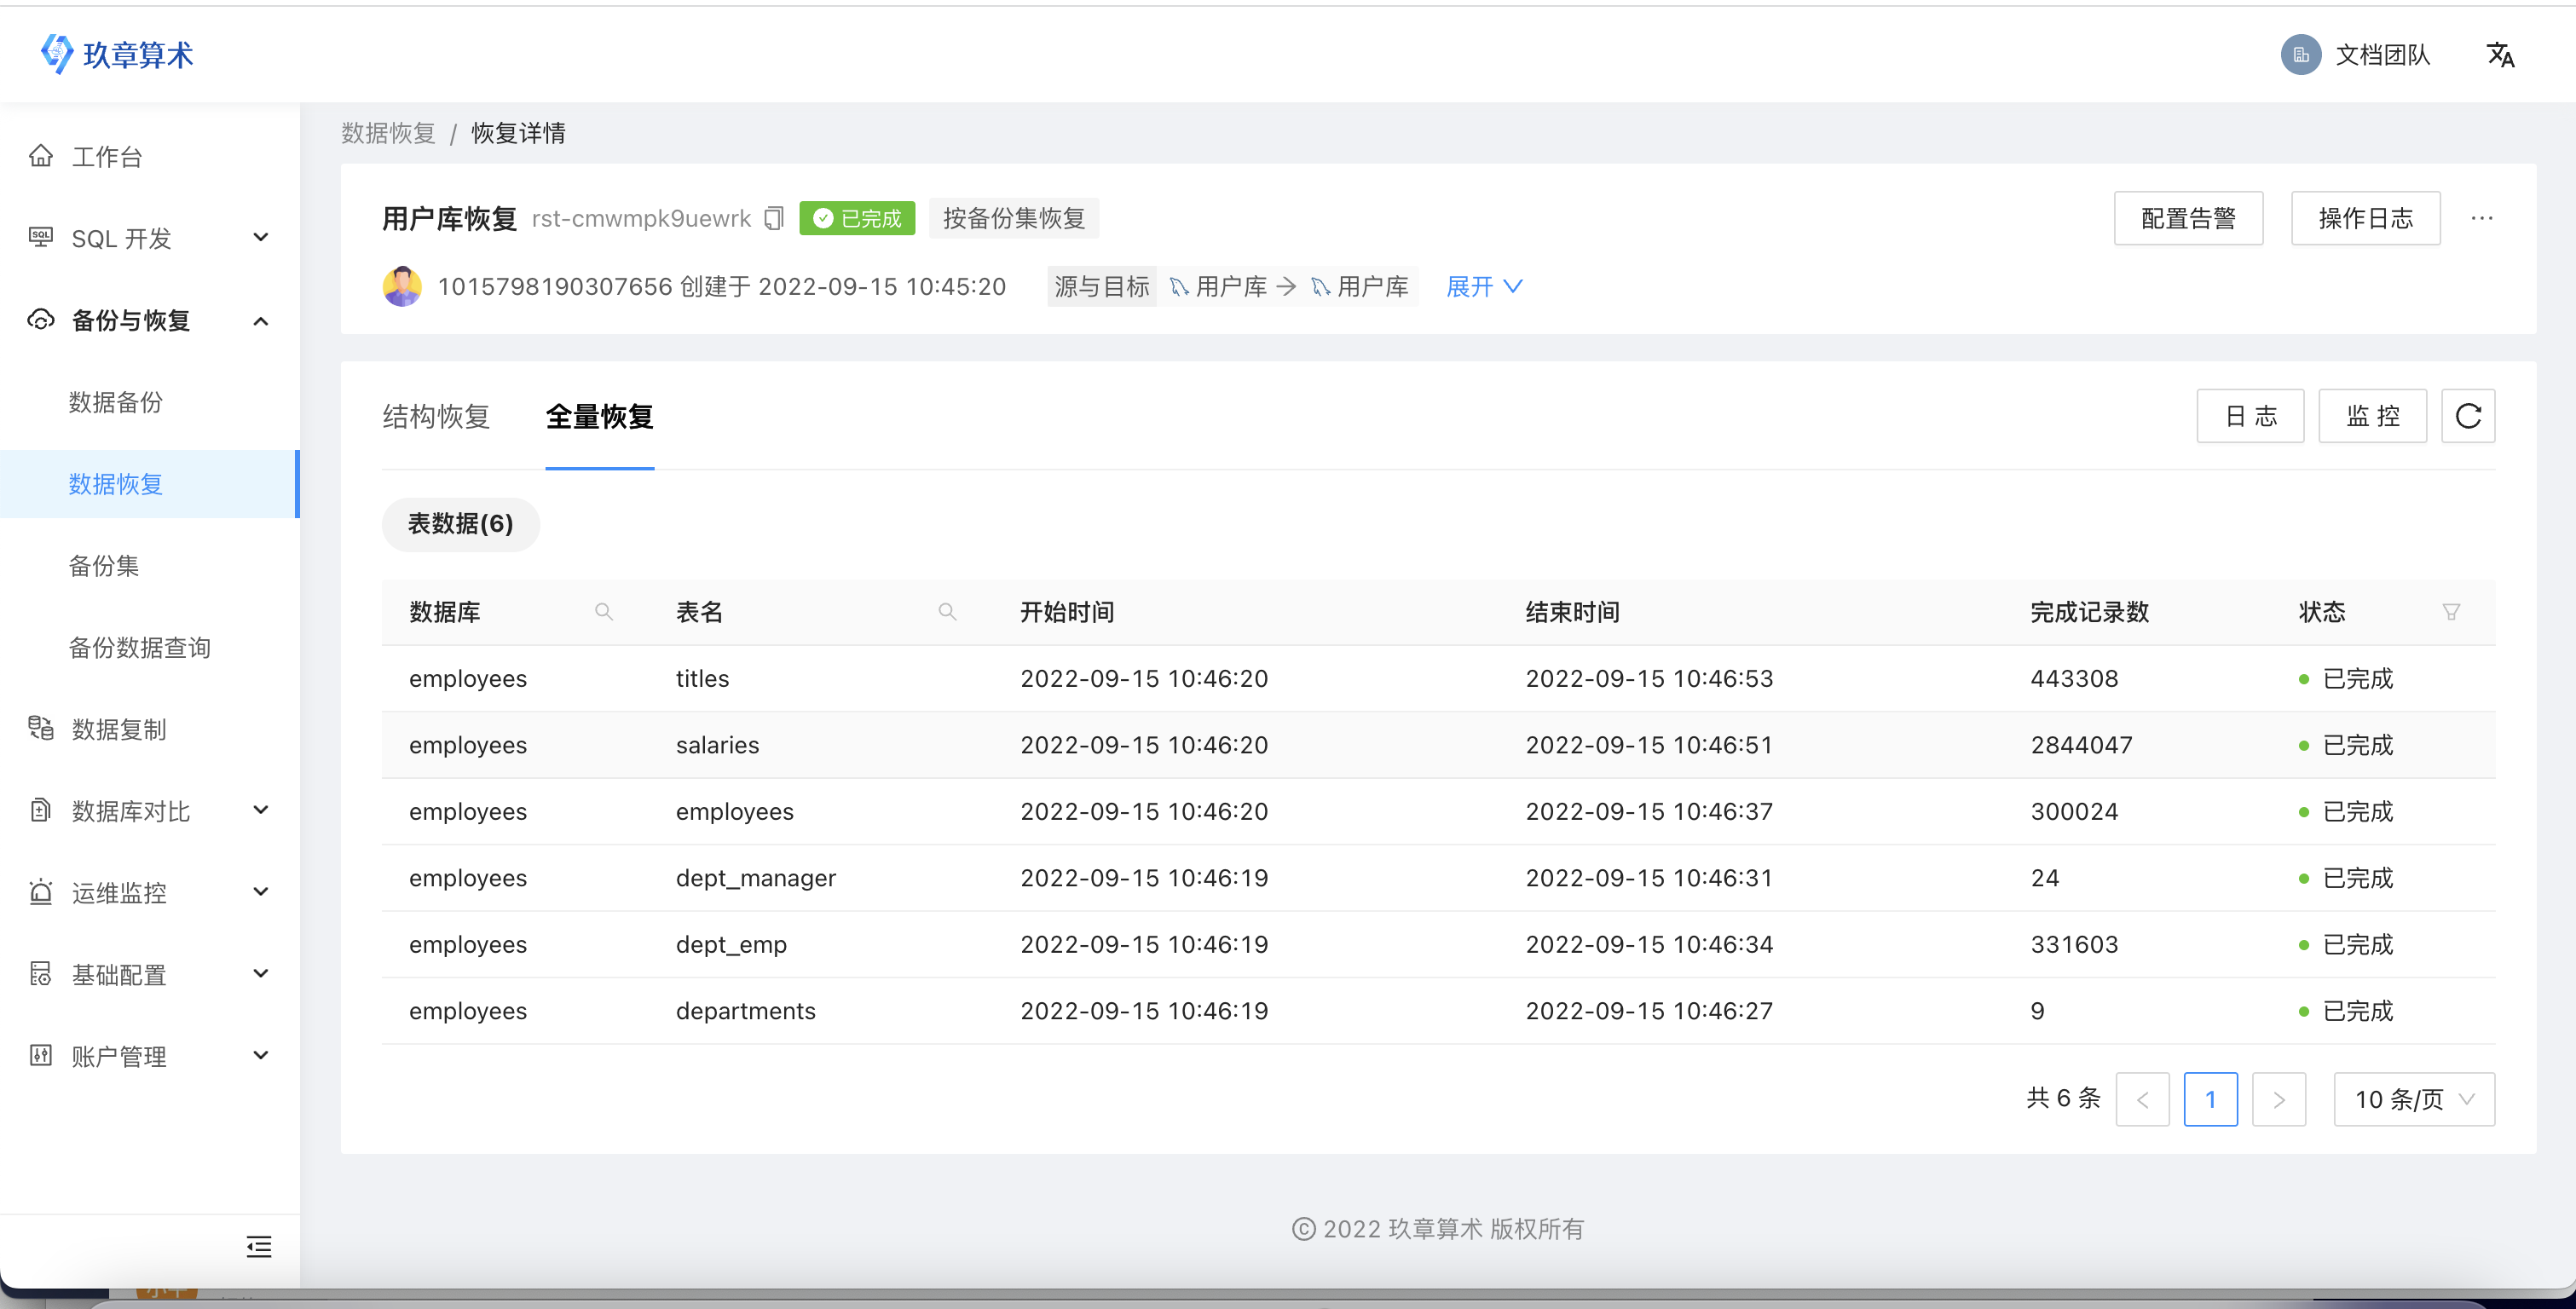 玖章算术
文档团队
工作台
SQL 开发
备份与恢复
数据备份
数据恢复
备份集
备份数据查询
数据复制
数据库对比
运维监控
基础配置
账户管理
数据恢复 / 恢复详情
用户库恢复 rst-cmwmpk9uewrk 已完成 按备份集恢复
配置告警 操作日志 ···
1015798190307656 创建于 2022-09-15 10:45:20 源与目标 用户库 → 用户库 展开
结构恢复 全量恢复 日 志 监 控
表数据(6)
数据库 表名 开始时间 结束时间 完成记录数 状态
employees titles 2022-09-15 10:46:20 2022-09-15 10:46:53 443308 已完成
employees salaries 2022-09-15 10:46:20 2022-09-15 10:46:51 2844047 已完成
employees employees 2022-09-15 10:46:20 2022-09-15 10:46:37 300024 已完成
employees dept_manager 2022-09-15 10:46:19 2022-09-15 10:46:31 24 已完成
employees dept_emp 2022-09-15 10:46:19 2022-09-15 10:46:34 331603 已完成
employees departments 2022-09-15 10:46:19 2022-09-15 10:46:27 9 已完成
共 6 条 < 1 > 10 条/页
© 2022 玖章算术 版权所有